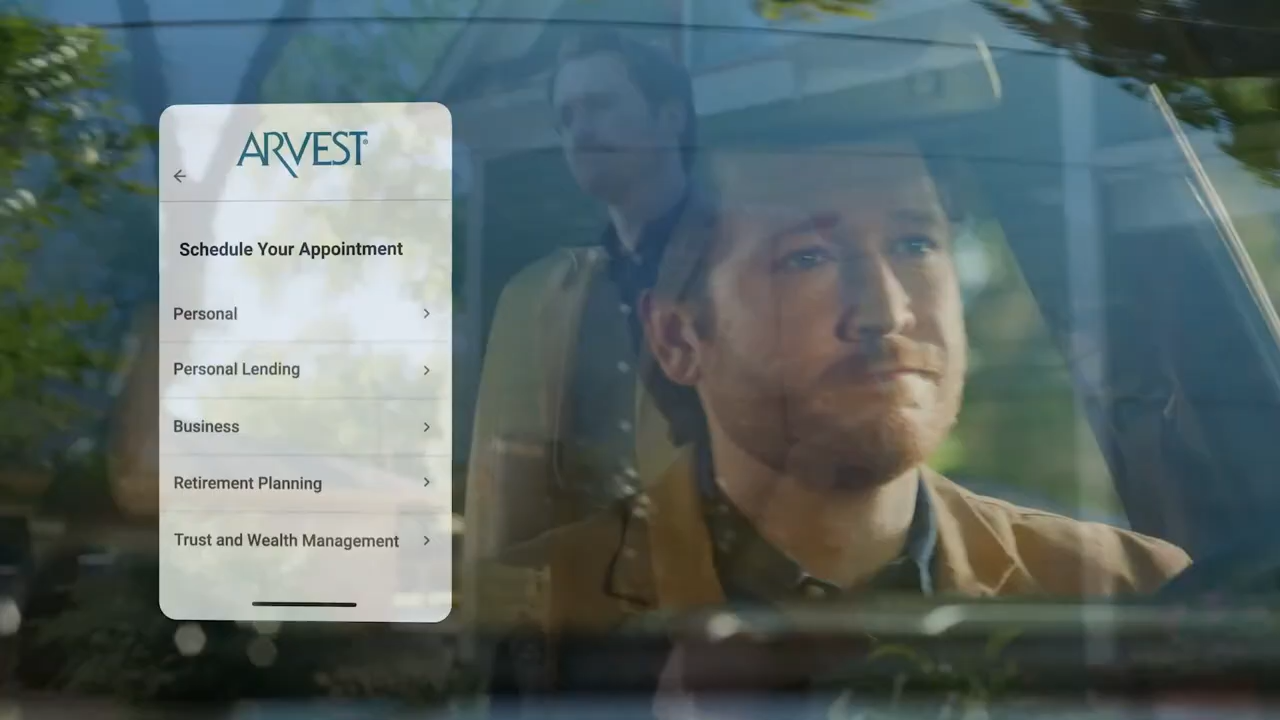 ARVEST®
Schedule Your Appointment
Personal
Personal Lending
Business
Retirement Planning
Trust and Wealth Management